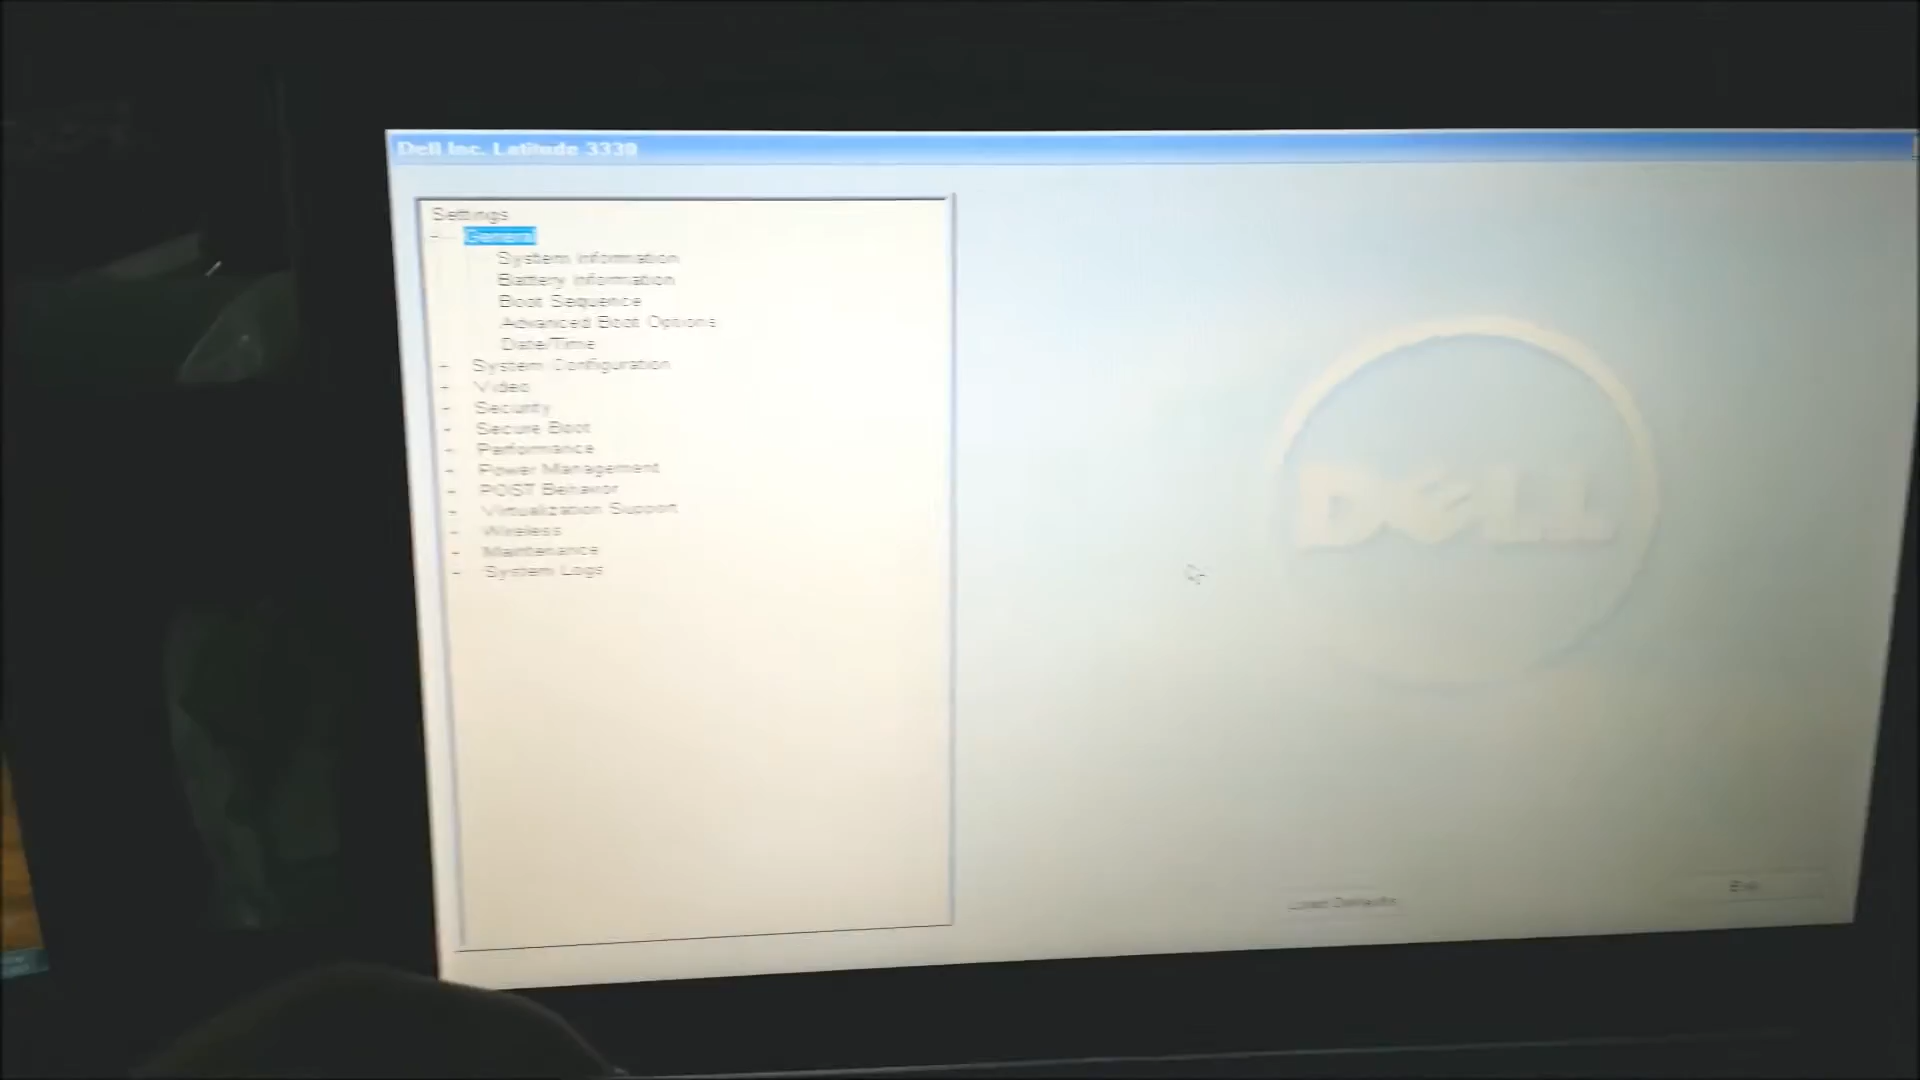 Dell Inc. Latitude 3330
Settings
General
System Information
Battery Information
Boot Sequence
Advanced Boot Options
Date/Time
System Configuration
Video
Security
Secure Boot
Performance
Power Management
POST Behavior
Virtualization Support
Wireless
Maintenance
System Logs
DELL
Load Defaults
Exit